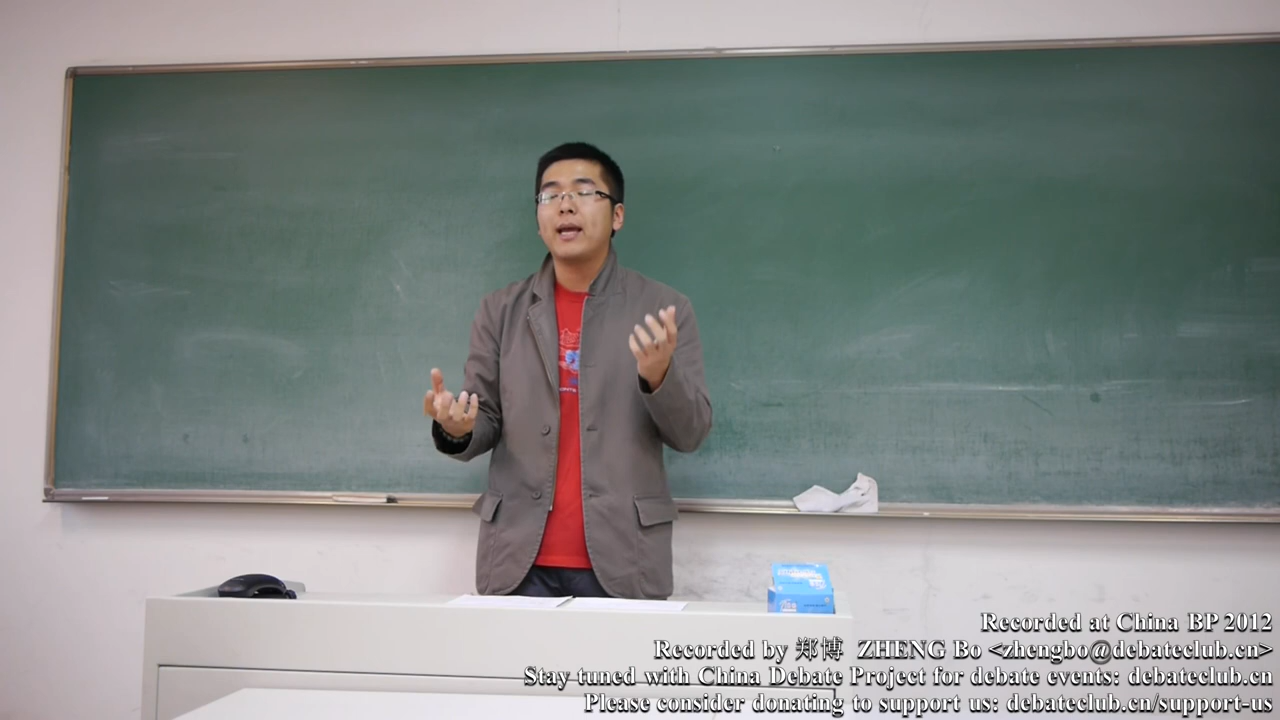 Recorded at China BP 2012
Recorded by 郑博 ZHENG Bo <zhengbo@debateclub.cn>
Stay tuned with China Debate Project for debate events: debateclub.cn
Please consider donating to support us: debateclub.cn/support-us